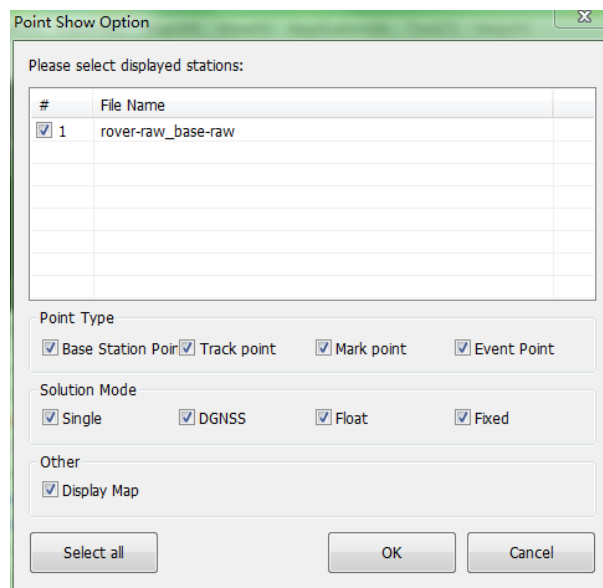 Point Show Option
Please select displayed stations:
# File Name
1 rover-raw_base-raw
Point Type
Base Station Poir Track point Mark point Event Point
Solution Mode
Single DGNSS Float Fixed
Other
Display Map
Select all OK Cancel